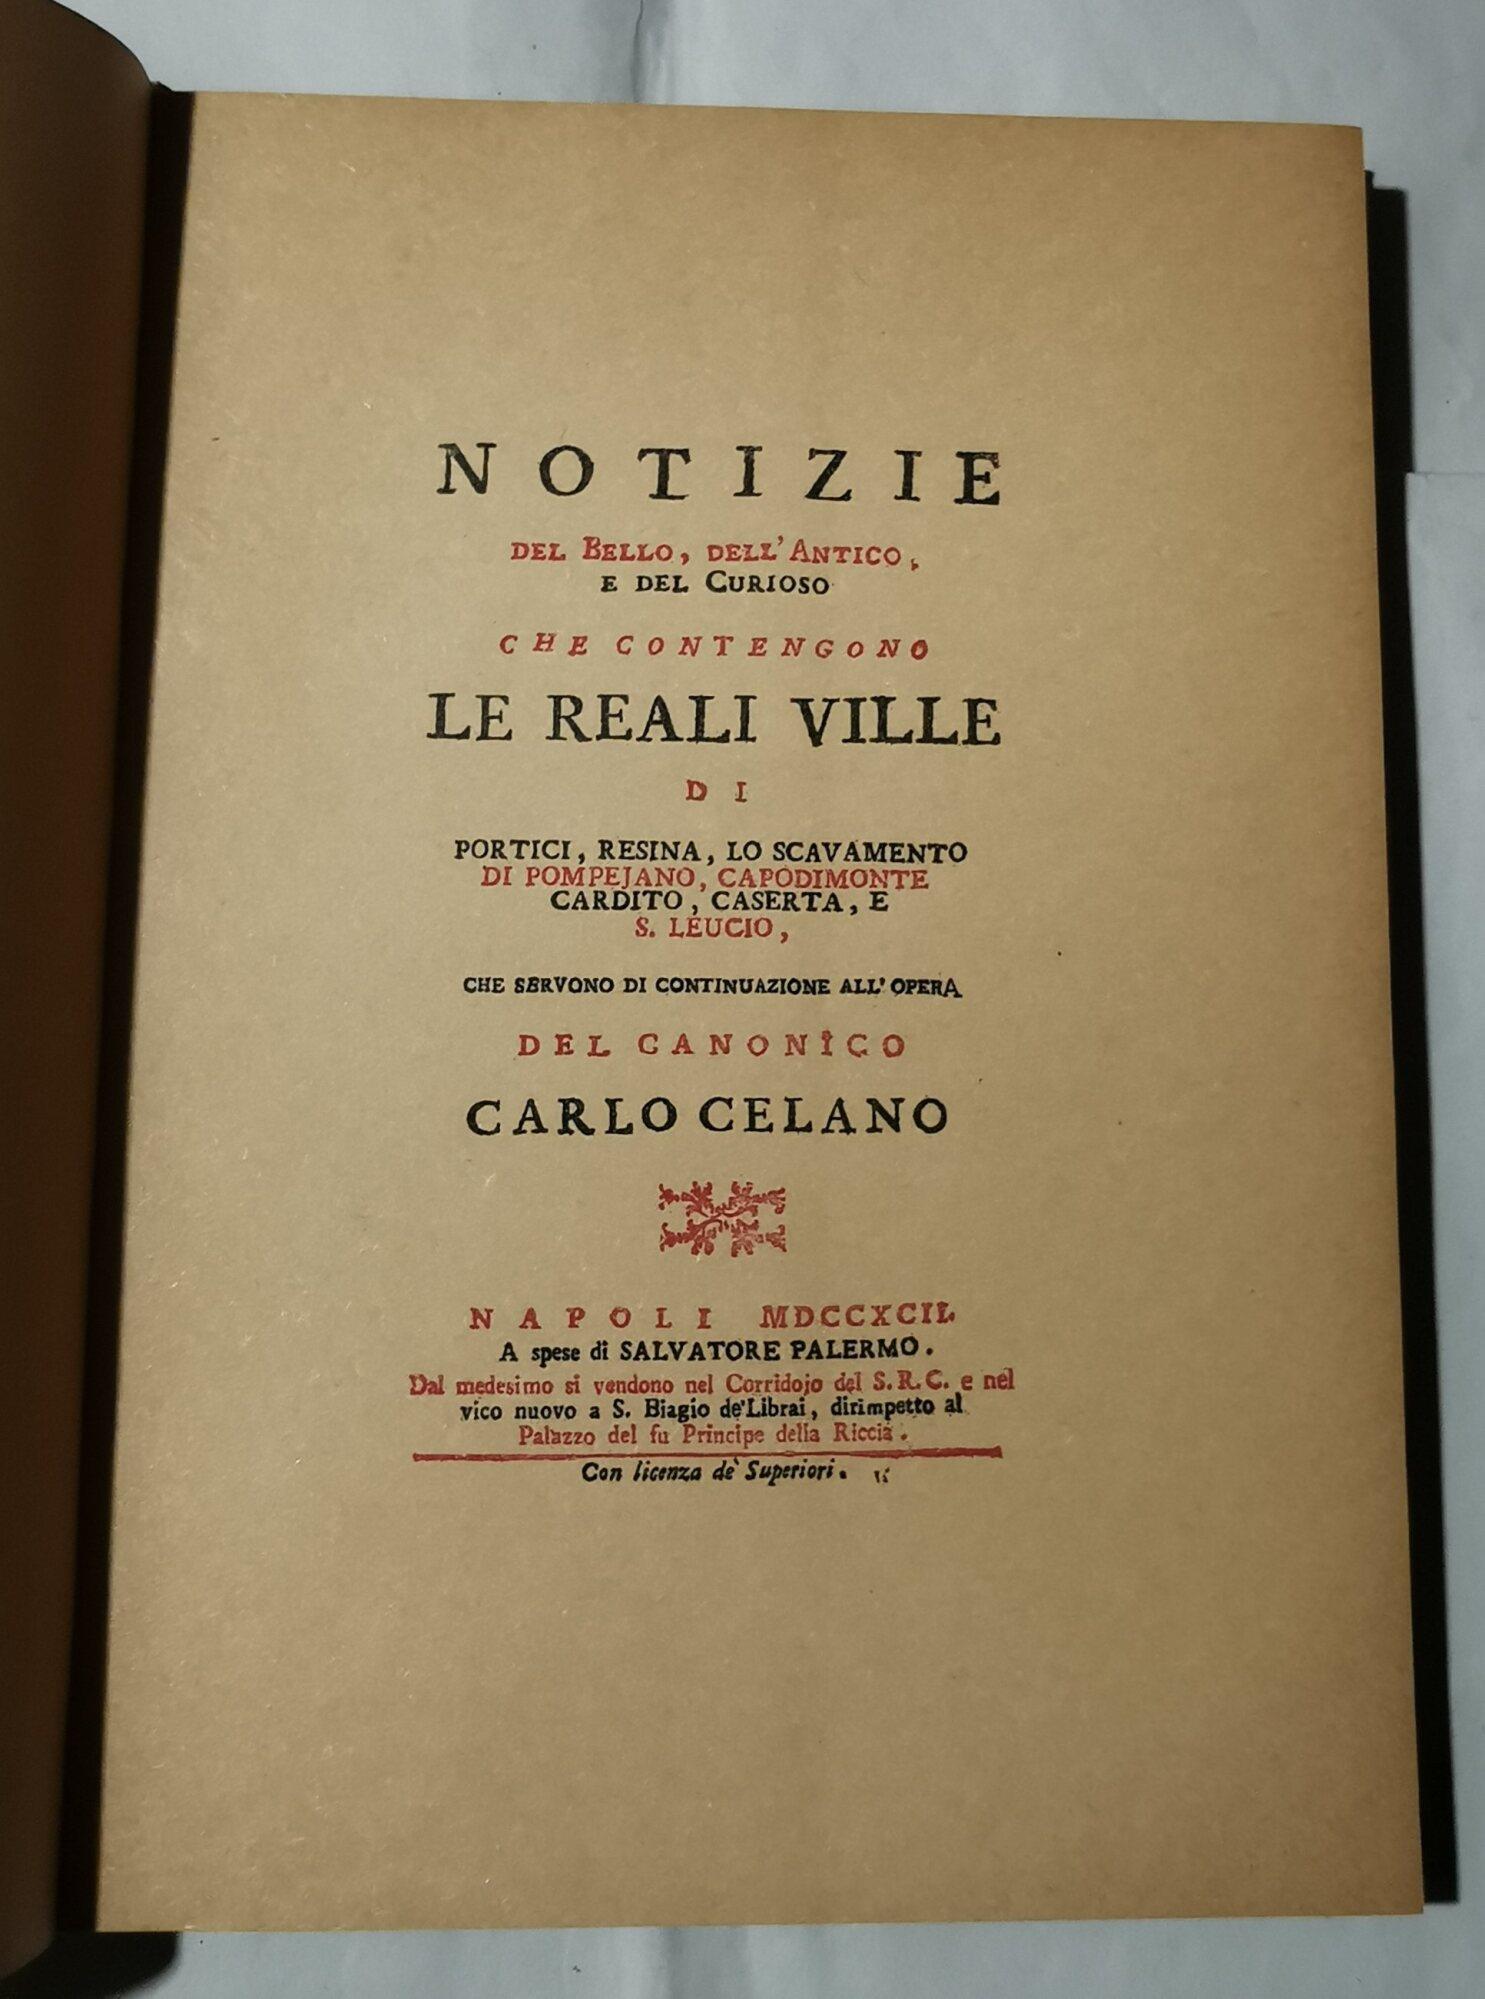 NOTIZIE
DEL BELLO, DELL'ANTICO,
E DEL CURIOSO
CHE CONTENGONO
LE REALI VILLE
DI
PORTICI, RESINA, LO SCAVAMENTO
DI POMPEJANO, CAPODIMONTE
CARDITO, CASERTA, E
S. LEUCIO,
CHE SERVONO DI CONTINUAZIONE ALL'OPERA
DEL CANONICO
CARLO CELANO
NAPOLI MDCCXCII.
A spese di SALVATORE PALERMO.
Dal medesimo si vendono nel Corridojo del S. R. C. e nel
vico nuovo a S. Biagio de'Librai, dirimpetto al
Palazzo del fu Principe della Riccia.
Con licenza de' Superiori.